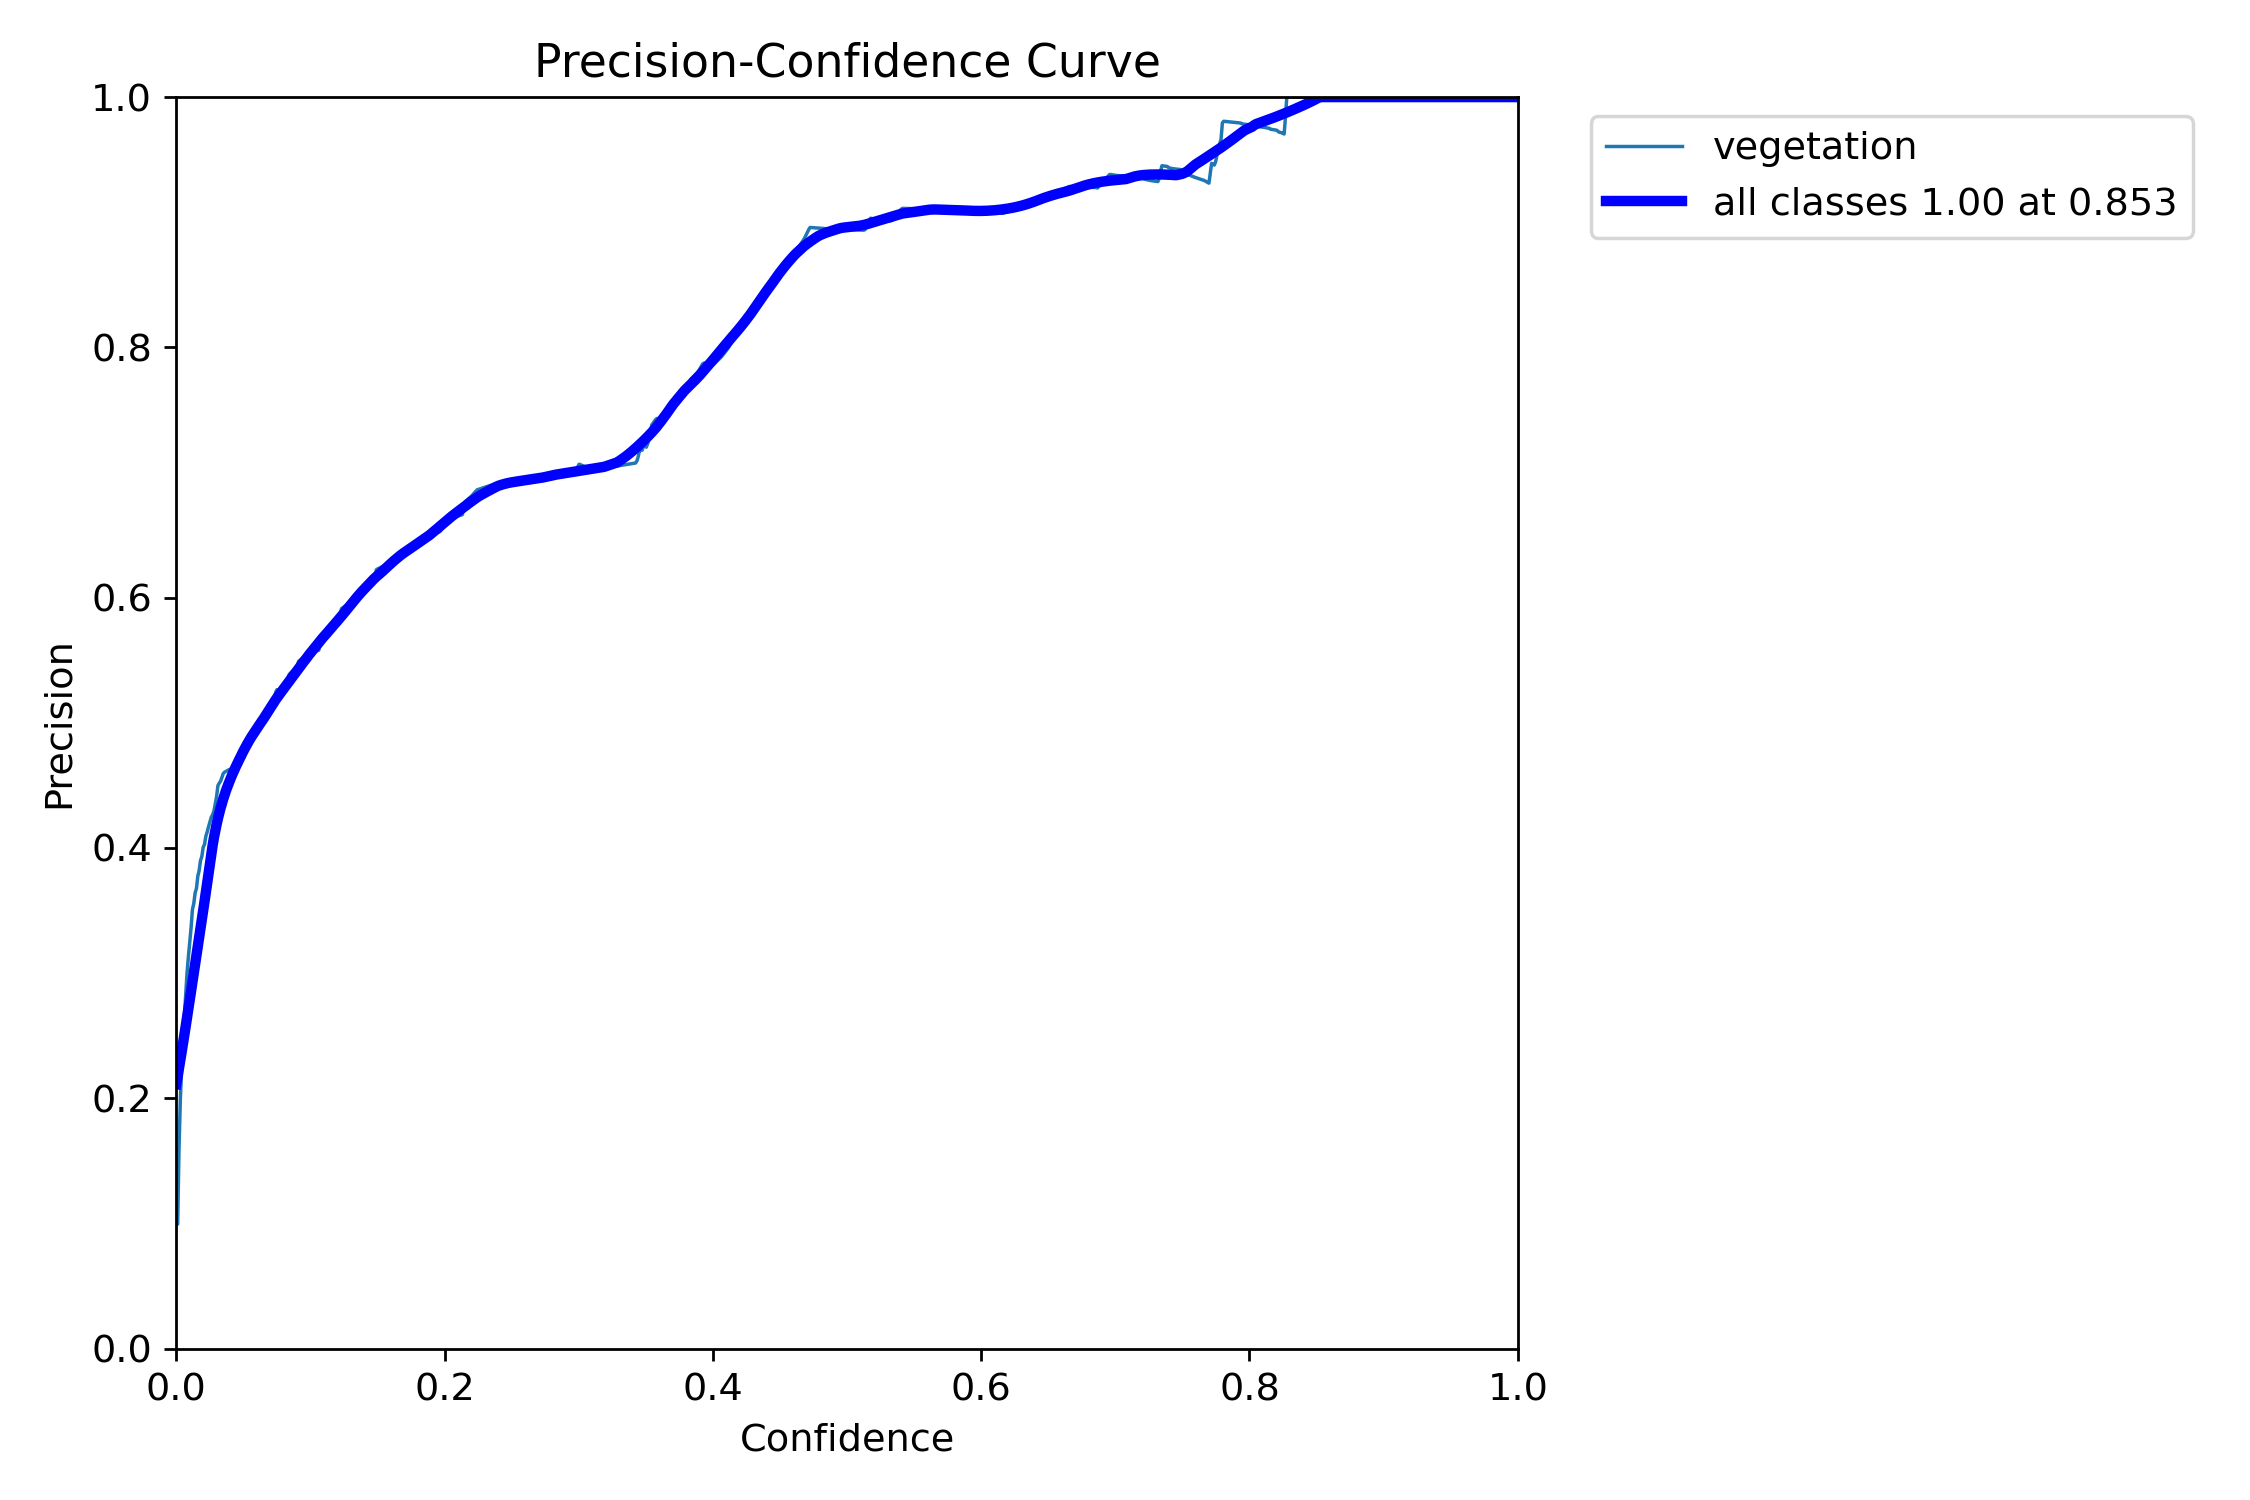 Precision-Confidence Curve
1.0
0.8
0.6
0.4
0.2
0.0
Precision
0.0 0.2 0.4 0.6 0.8 1.0
Confidence
vegetation
all classes 1.00 at 0.853